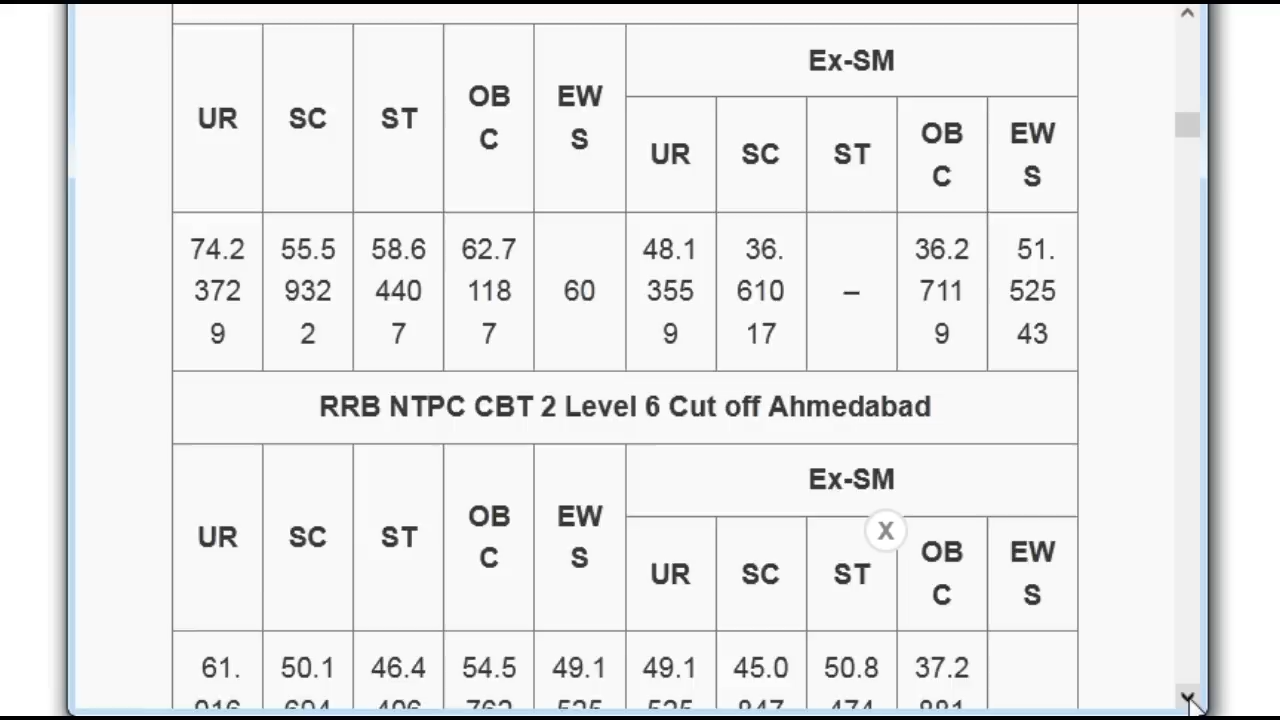 Ex-SM
UR SC ST OB EW
C S
UR SC ST OB EW
C S
74.2 55.5 58.6 62.7 48.1 36. 36.2 51.
372 932 440 118 60 355 610 – 711 525
9 2 7 7 9 17 9 43
RRB NTPC CBT 2 Level 6 Cut off Ahmedabad
Ex-SM
X
UR SC ST OB EW
C S
UR SC ST OB EW
C S
61. 50.1 46.4 54.5 49.1 49.1 45.0 50.8 37.2